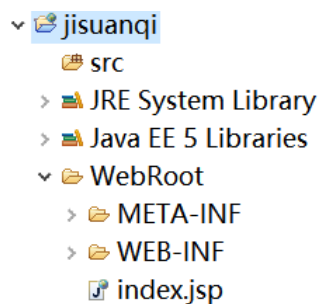 jisuanqi
src
JRE System Library
Java EE 5 Libraries
WebRoot
META-INF
WEB-INF
index.jsp